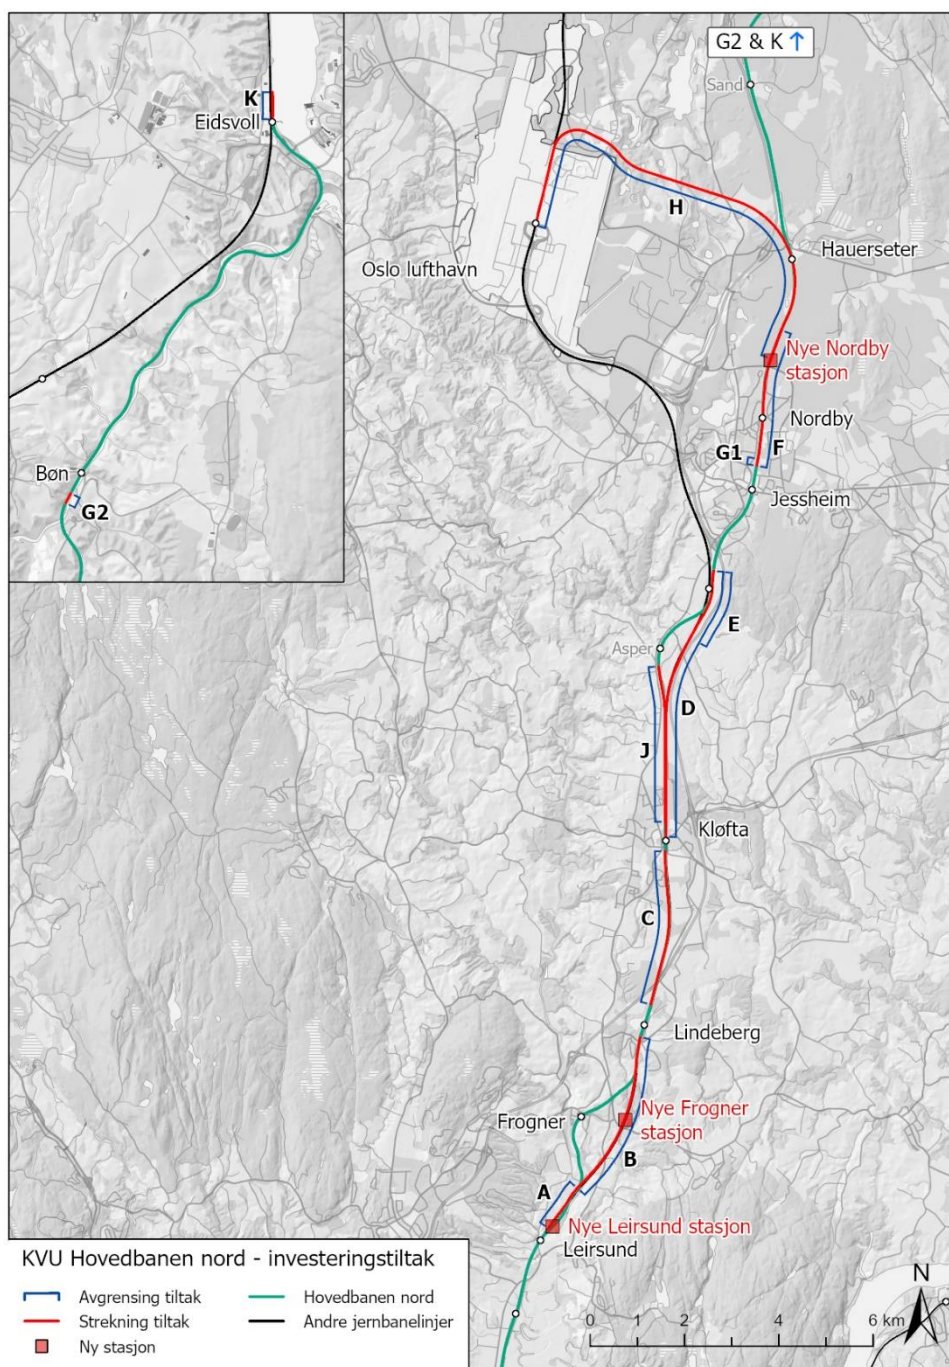 K
Eidsvoll
Bøn
G2
G2 & K ↑
Sand
H
Hauerseter
Oslo lufthavn
Nye Nordby
stasjon
Nordby
G1
F
Jessheim
E
Asper
D
J
Kløfta
C
Lindeberg
Frogner
Nye Frogner
stasjon
B
A
Nye Leirsund stasjon
Leirsund
KVU Hovedbanen nord - investeringstiltak
Avgrensing tiltak
Hovedbanen nord
Strekning tiltak
Andre jernbanelinjer
Ny stasjon
N
0 2 4 6 km